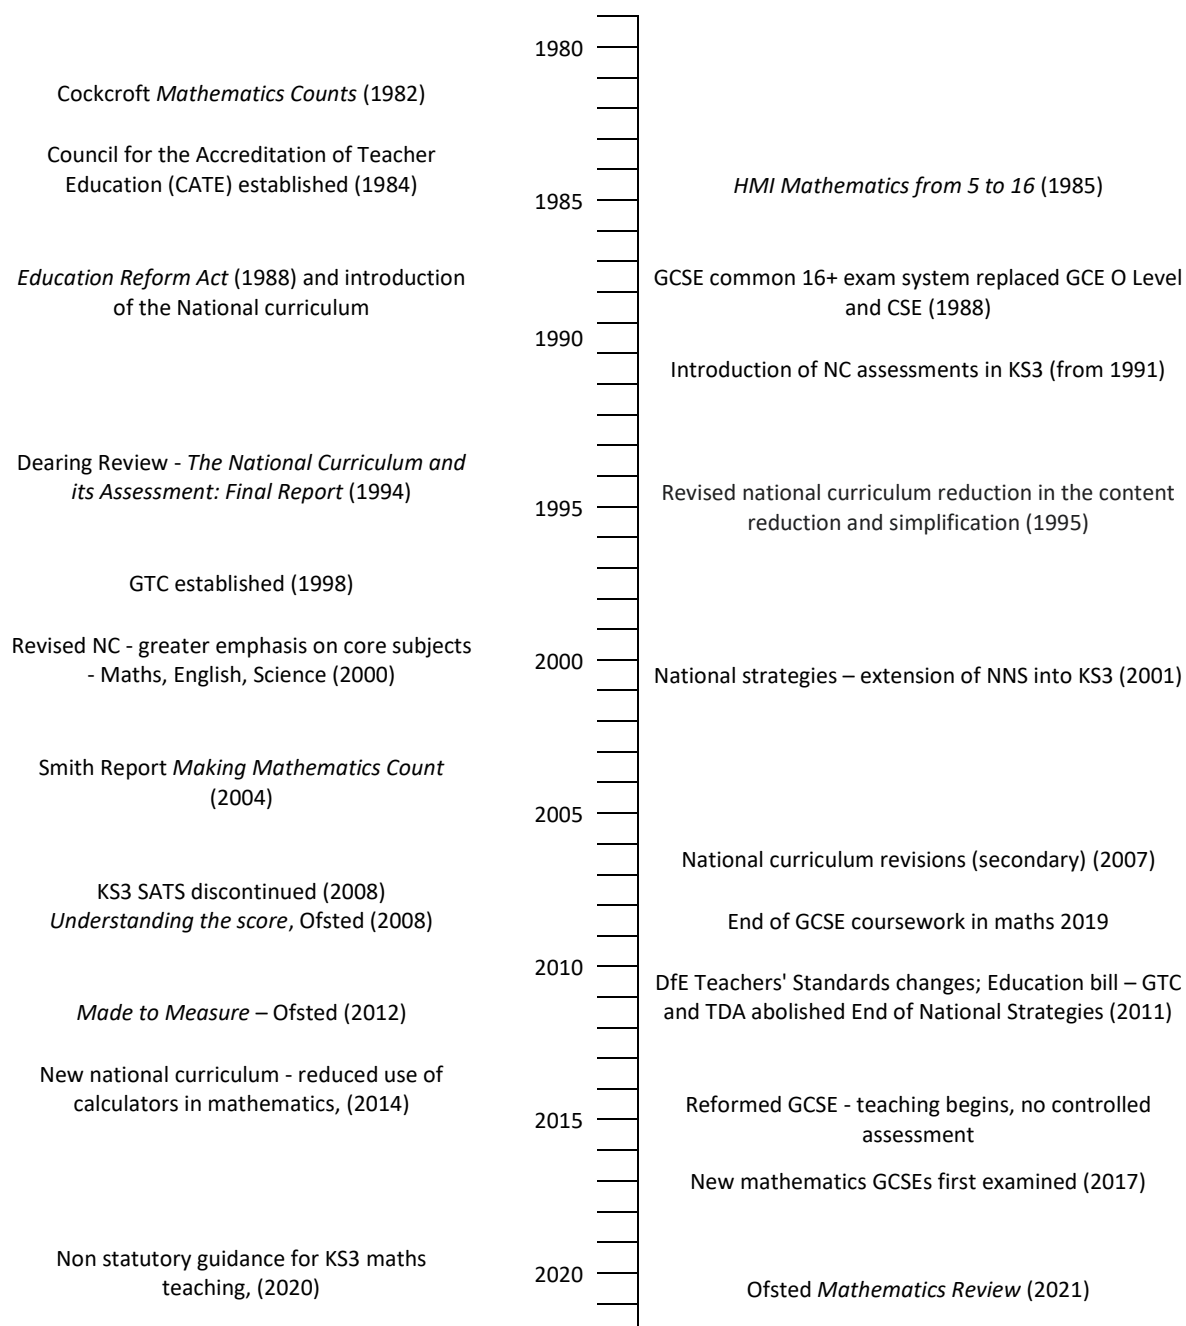 1980
Cockcroft Mathematics Counts (1982)
Council for the Accreditation of Teacher
Education (CATE) established (1984)
HMI Mathematics from 5 to 16 (1985)
1985
Education Reform Act (1988) and introduction
of the National curriculum
GCSE common 16+ exam system replaced GCE O Level
and CSE (1988)
1990
Introduction of NC assessments in KS3 (from 1991)
Dearing Review - The National Curriculum and
its Assessment: Final Report (1994)
Revised national curriculum reduction in the content
reduction and simplification (1995)
1995
GTC established (1998)
Revised NC - greater emphasis on core subjects
- Maths, English, Science (2000)
2000
National strategies – extension of NNS into KS3 (2001)
Smith Report Making Mathematics Count
(2004)
2005
National curriculum revisions (secondary) (2007)
KS3 SATS discontinued (2008)
Understanding the score, Ofsted (2008)
End of GCSE coursework in maths 2019
2010
DfE Teachers' Standards changes; Education bill – GTC
and TDA abolished End of National Strategies (2011)
Made to Measure – Ofsted (2012)
New national curriculum - reduced use of
calculators in mathematics, (2014)
Reformed GCSE - teaching begins, no controlled
assessment
2015
New mathematics GCSEs first examined (2017)
Non statutory guidance for KS3 maths
teaching, (2020)
2020
Ofsted Mathematics Review (2021)